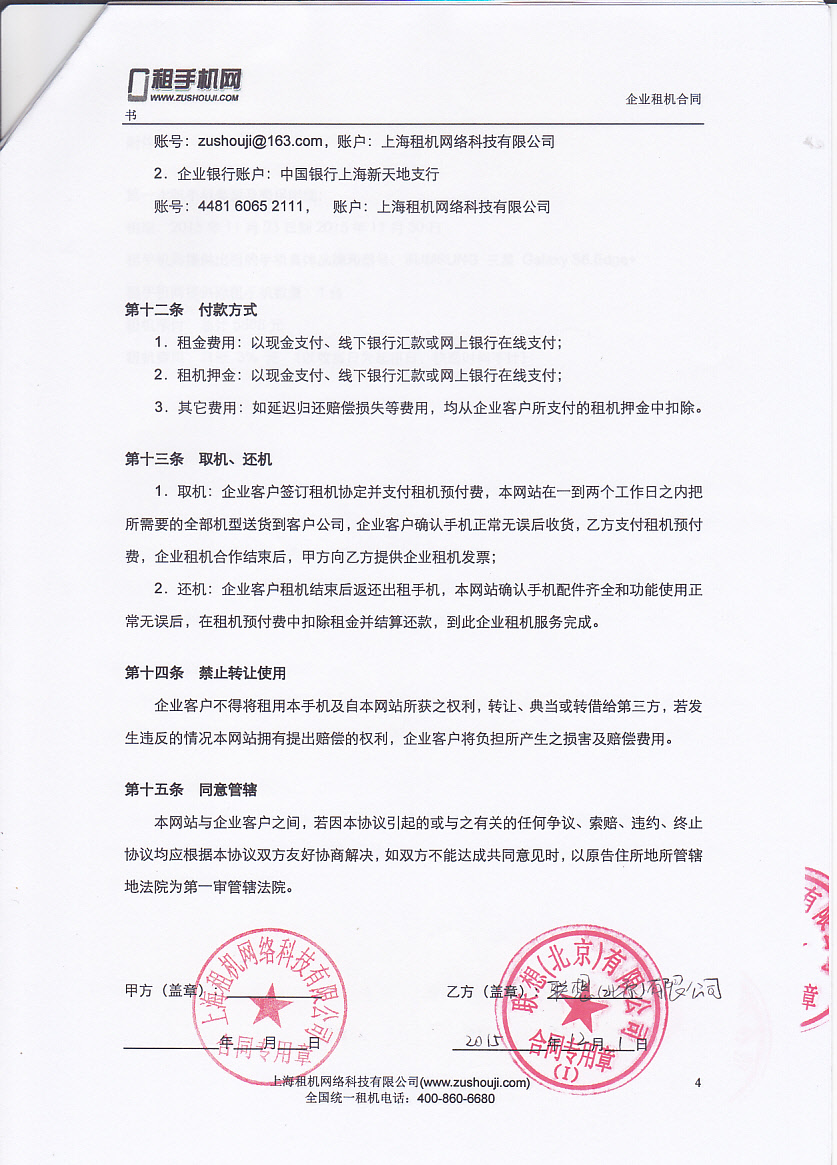 租手机网
WWW.ZUSHOUJI.COM
企业租机合同
书
账号：zushouji@163.com，账户：上海租机网络科技有限公司
2．企业银行账户：中国银行上海新天地支行
账号：4481 6065 2111， 账户：上海租机网络科技有限公司
第十二条 付款方式
1．租金费用：以现金支付、线下银行汇款或网上银行在线支付；
2．租机押金：以现金支付、线下银行汇款或网上银行在线支付；
3．其它费用：如延迟归还赔偿损失等费用，均从企业客户所支付的租机押金中扣除。
第十三条 取机、还机
1．取机：企业客户签订租机协定并支付租机预付费，本网站在一到两个工作日之内把
所需要的全部机型送货到客户公司，企业客户确认手机正常无误后收货，乙方支付租机预付
费，企业租机合作结束后，甲方向乙方提供企业租机发票；
2．还机：企业客户租机结束后返还出租手机，本网站确认手机配件齐全和功能使用正
常无误后，在租机预付费中扣除租金并结算还款，到此企业租机服务完成。
第十四条 禁止转让使用
企业客户不得将租用本手机及自本网站所获之权利，转让、典当或转借给第三方，若发
生违反的情况本网站拥有提出赔偿的权利，企业客户将负担所产生之损害及赔偿费用。
第十五条 同意管辖
本网站与企业客户之间，若因本协议引起的或与之有关的任何争议、索赔、违约、终止
协议均应根据本协议双方友好协商解决，如双方不能达成共同意见时，以原告住所地所管辖
地法院为第一审管辖法院。
甲方（盖章）：
上海租机网络科技有限公司
合同专用章
乙方（盖章）：联想（北京）有限公司
联想(北京)有限公司
合同专用章
(1)
有限
章
年 月 日
2015 年 12 月 1 日
上海租机网络科技有限公司(www.zushouji.com)
4
全国统一租机电话：400-860-6680